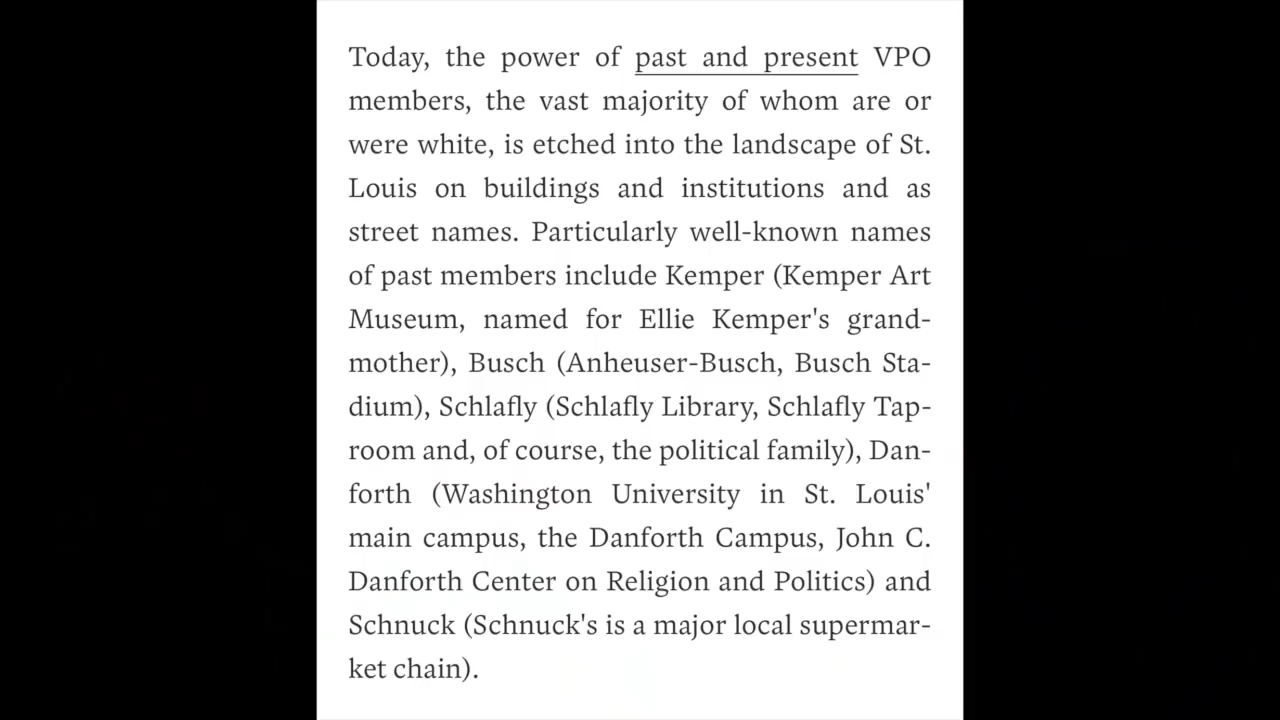 Today, the power of past and present VPO
members, the vast majority of whom are or
were white, is etched into the landscape of St.
Louis on buildings and institutions and as
street names. Particularly well-known names
of past members include Kemper (Kemper Art
Museum, named for Ellie Kemper's grand-
mother), Busch (Anheuser-Busch, Busch Sta-
dium), Schlafly (Schlafly Library, Schlafly Tap-
room and, of course, the political family), Dan-
forth (Washington University in St. Louis'
main campus, the Danforth Campus, John C.
Danforth Center on Religion and Politics) and
Schnuck (Schnuck's is a major local supermar-
ket chain).